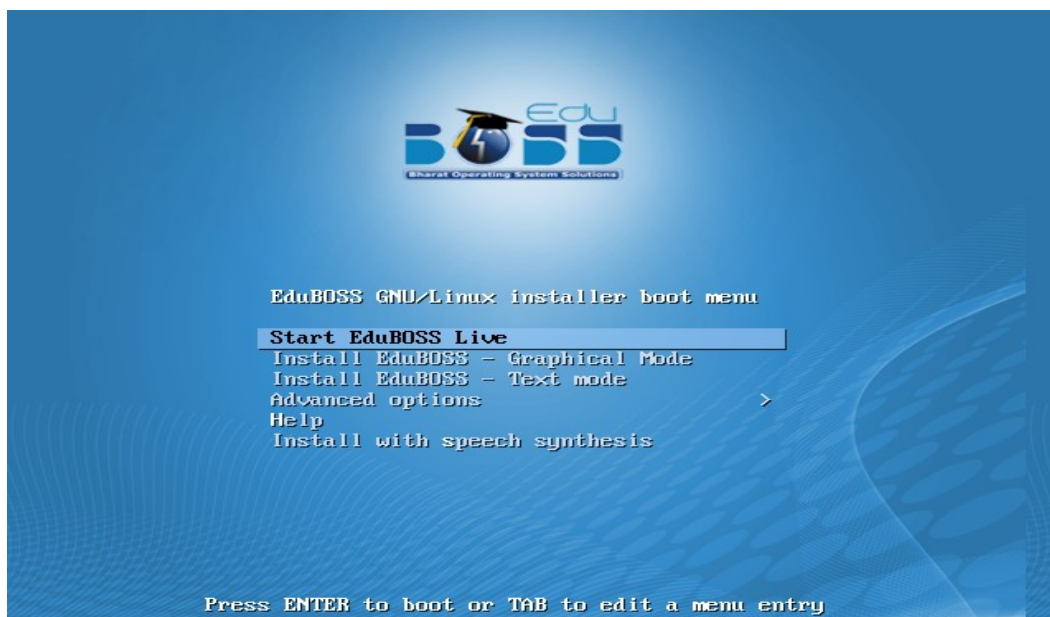 Edu
BOSS
Bharat Operating System Solutions
EduBOSS GNU/Linux installer boot menu
Start EduBOSS Live
Install EduBOSS - Graphical Mode
Install EduBOSS - Text mode
Advanced options >
Help
Install with speech synthesis
Press ENTER to boot or TAB to edit a menu entry